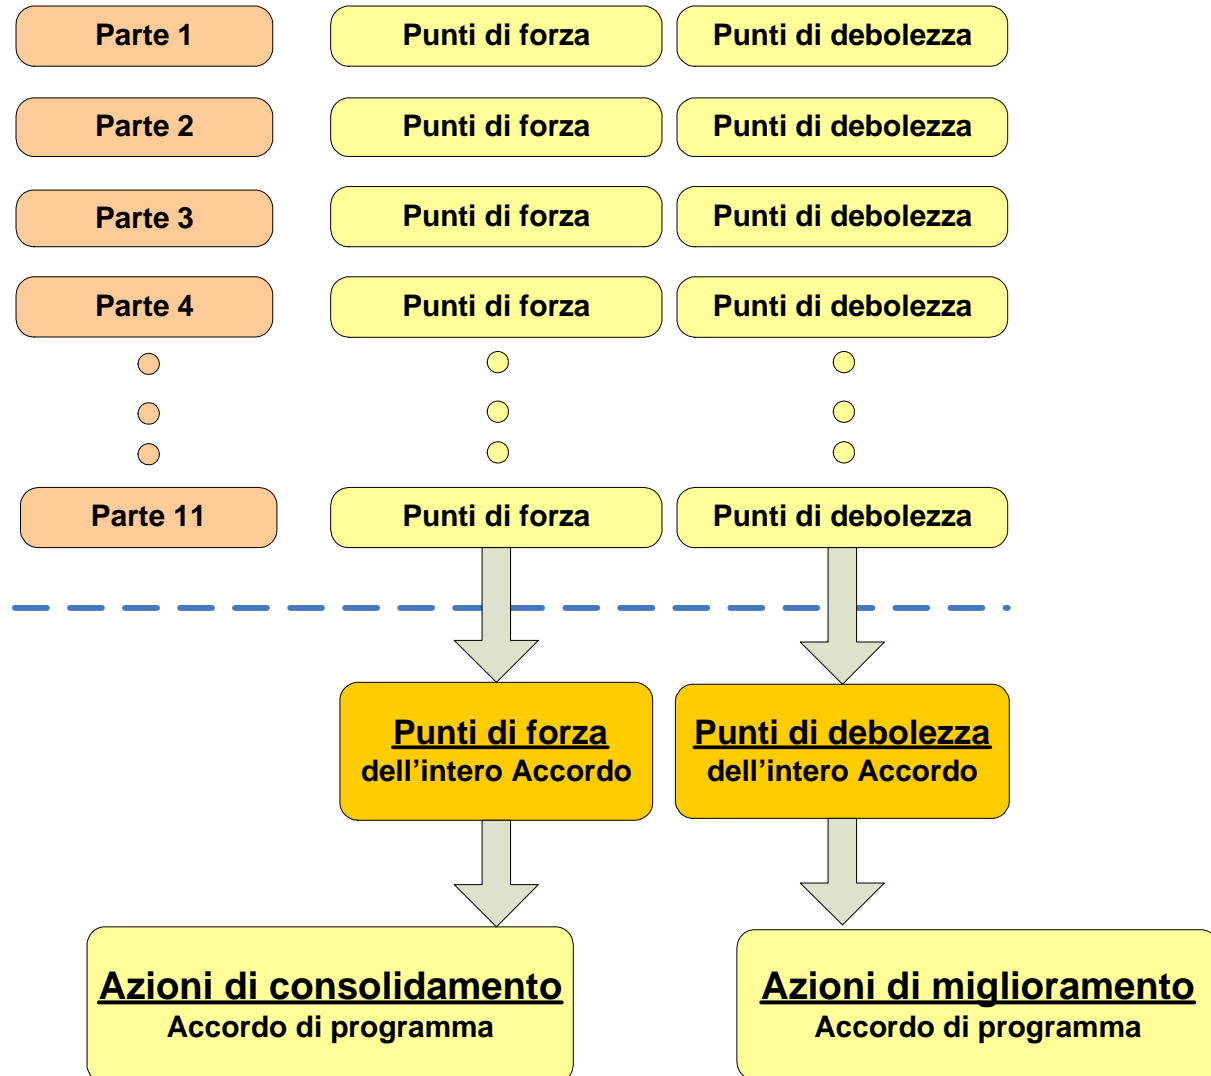 Parte 1
Punti di forza
Punti di debolezza
Parte 2
Punti di forza
Punti di debolezza
Parte 3
Punti di forza
Punti di debolezza
Parte 4
Punti di forza
Punti di debolezza
Parte 11
Punti di forza
Punti di debolezza
Punti di forza
dell’intero Accordo
Punti di debolezza
dell’intero Accordo
Azioni di consolidamento
Accordo di programma
Azioni di miglioramento
Accordo di programma